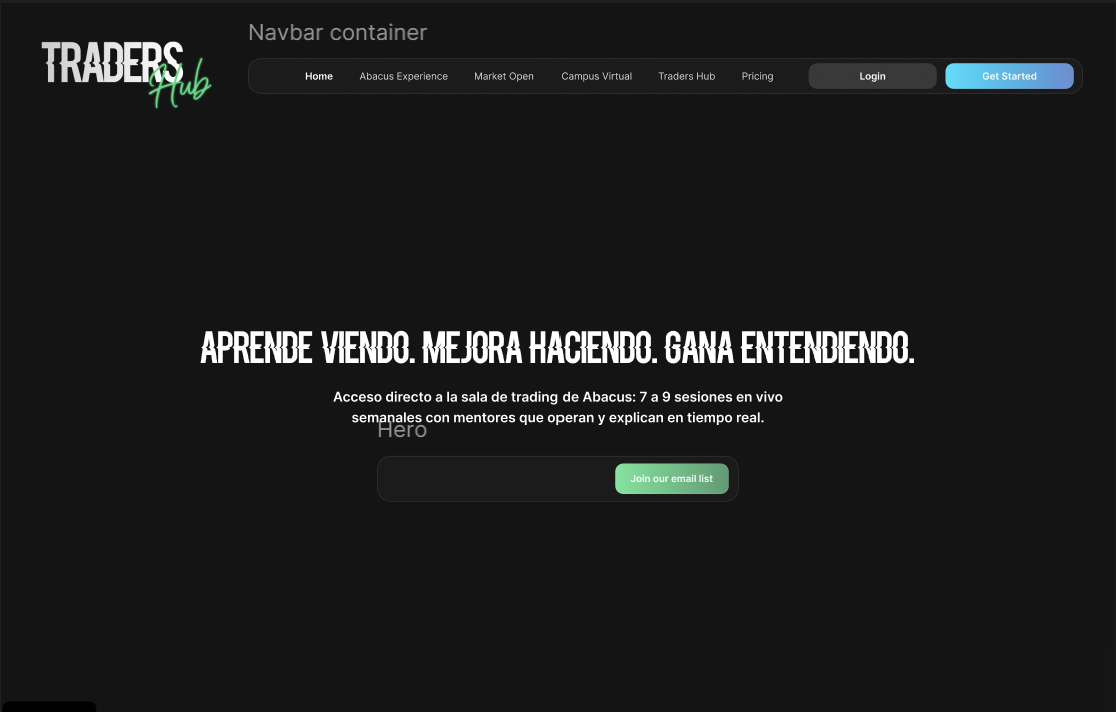 Navbar container
TRADERS
Hub
Home Abacus Experience Market Open Campus Virtual Traders Hub Pricing Login Get Started
APRENDE VIENDO. MEJORA HACIENDO. GANA ENTENDIENDO.
Acceso directo a la sala de trading de Abacus: 7 a 9 sesiones en vivo
semanales con mentores que operan y explican en tiempo real.
Hero
Join our email list